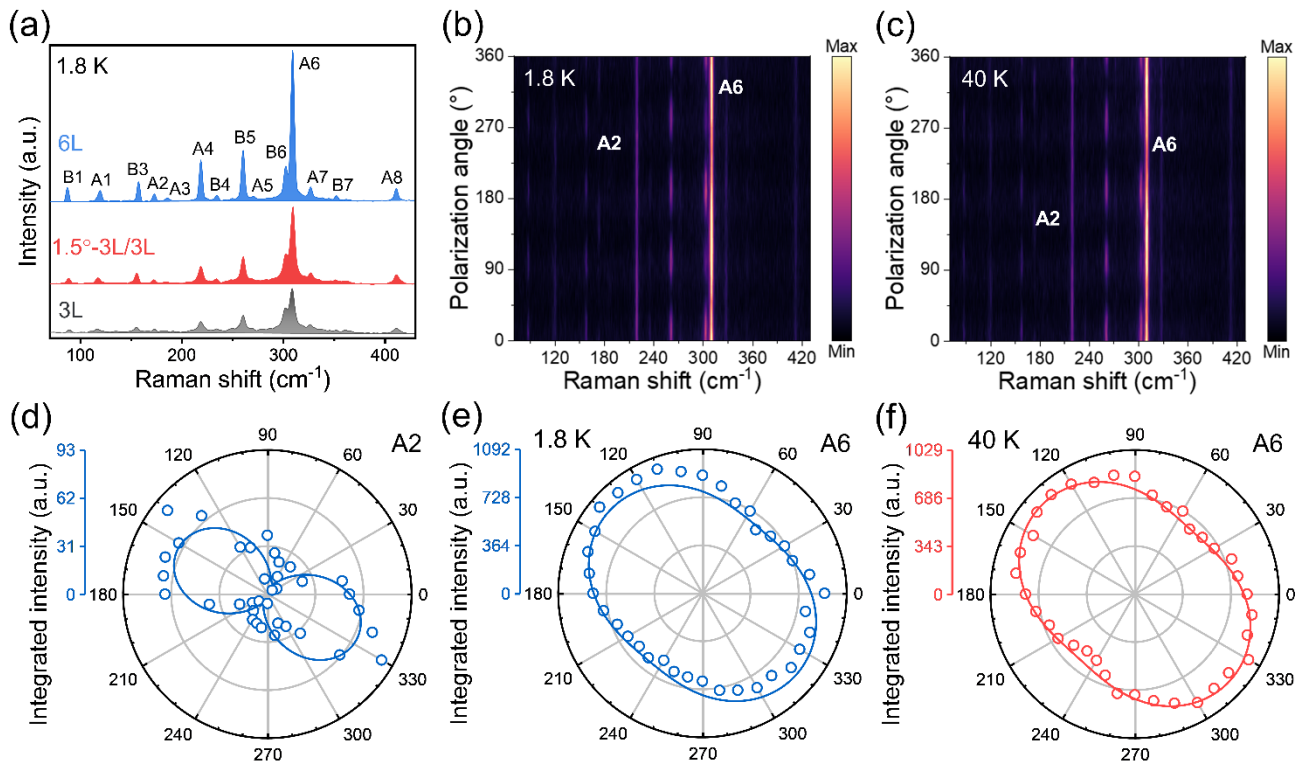 (a)
1.8 K
6L
B1
A1
B3
A2
A3
A4
B4
B5
A5
B6
A6
A7
B7
A8
1.5°-3L/3L
3L
Intensity (a.u.)
100
200
300
400
Raman shift (cm-1)
(b)
1.8 K
A6
A2
Polarization angle (°)
360
270
180
90
0
120
180
240
300
360
420
Raman shift (cm-1)
Max
Min
(c)
40 K
A6
A2
Polarization angle (°)
360
270
180
90
0
120
180
240
300
360
420
Raman shift (cm-1)
Max
Min
(d)
A2
Integrated intensity (a.u.)
93
62
31
0
90
60
30
0
330
300
270
240
210
180
150
120
(e)
1.8 K
A6
Integrated intensity (a.u.)
1092
728
364
0
90
60
30
0
330
300
270
240
210
180
150
120
(f)
40 K
A6
Integrated intensity (a.u.)
1029
686
343
0
90
60
30
0
330
300
270
240
210
180
150
120